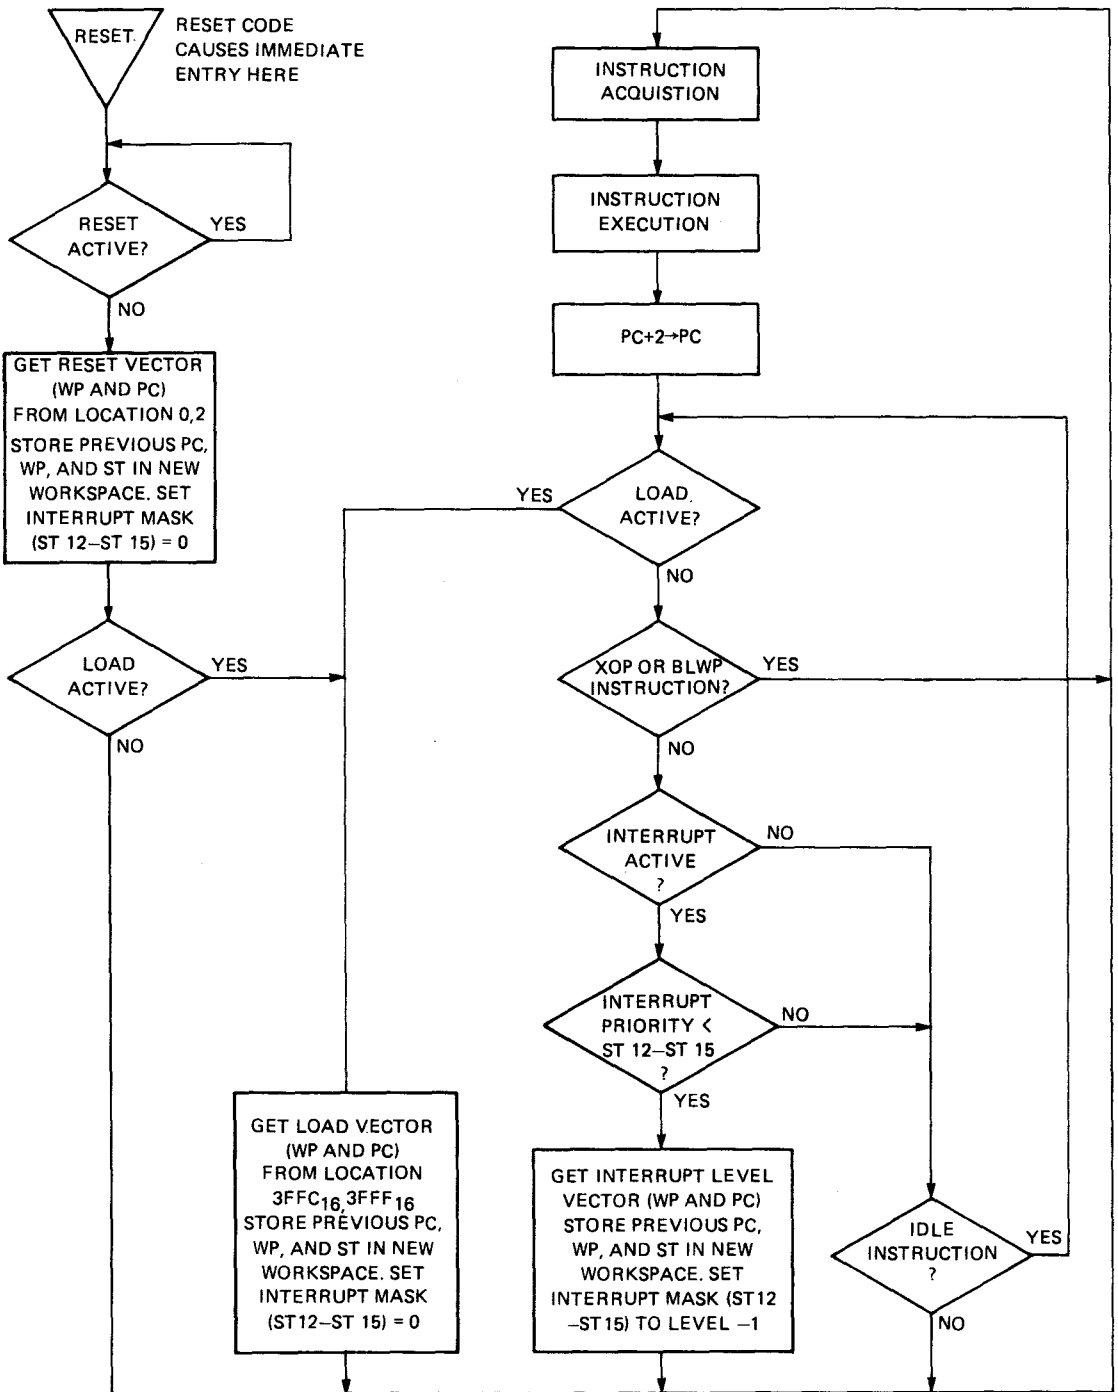 RESET
RESET CODE
CAUSES IMMEDIATE
ENTRY HERE
RESET
ACTIVE?
YES
NO
GET RESET VECTOR
(WP AND PC)
FROM LOCATION 0,2
STORE PREVIOUS PC,
WP, AND ST IN NEW
WORKSPACE. SET
INTERRUPT MASK
(ST 12–ST 15) = 0
LOAD
ACTIVE?
YES
NO
GET LOAD VECTOR
(WP AND PC)
FROM LOCATION
3FFC16,3FFF16
STORE PREVIOUS PC,
WP, AND ST IN NEW
WORKSPACE. SET
INTERRUPT MASK
(ST12–ST 15) = 0
INSTRUCTION
ACQUISTION
INSTRUCTION
EXECUTION
PC+2→PC
LOAD
ACTIVE?
YES
NO
XOP OR BLWP
INSTRUCTION?
YES
NO
INTERRUPT
ACTIVE
?
NO
YES
INTERRUPT
PRIORITY <
ST 12–ST 15
?
NO
YES
GET INTERRUPT LEVEL
VECTOR (WP AND PC)
STORE PREVIOUS PC,
WP, AND ST IN NEW
WORKSPACE. SET
INTERRUPT MASK (ST12
–ST15) TO LEVEL –1
IDLE
INSTRUCTION
?
YES
NO